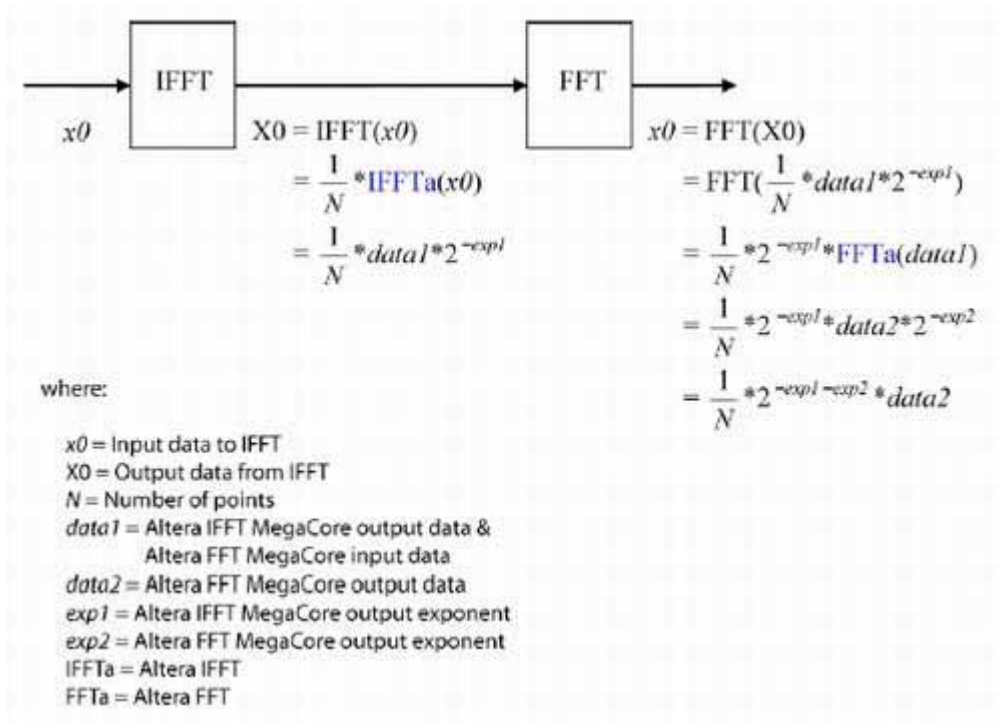 IFFT
FFT
x0
X0 = IFFT(x0)
= 1/N *IFFTa(x0)
= 1/N *data1*2^-exp1
x0 = FFT(X0)
= FFT(1/N *data1*2^-exp1)
= 1/N *2^-exp1*FFTa(data1)
= 1/N *2^-exp1*data2*2^-exp2
= 1/N *2^-exp1-exp2*data2
where:
x0 = Input data to IFFT
X0 = Output data from IFFT
N = Number of points
data1 = Altera IFFT MegaCore output data &
Altera FFT MegaCore input data
data2 = Altera FFT MegaCore output data
exp1 = Altera IFFT MegaCore output exponent
exp2 = Altera FFT MegaCore output exponent
IFFTa = Altera IFFT
FFTa = Altera FFT